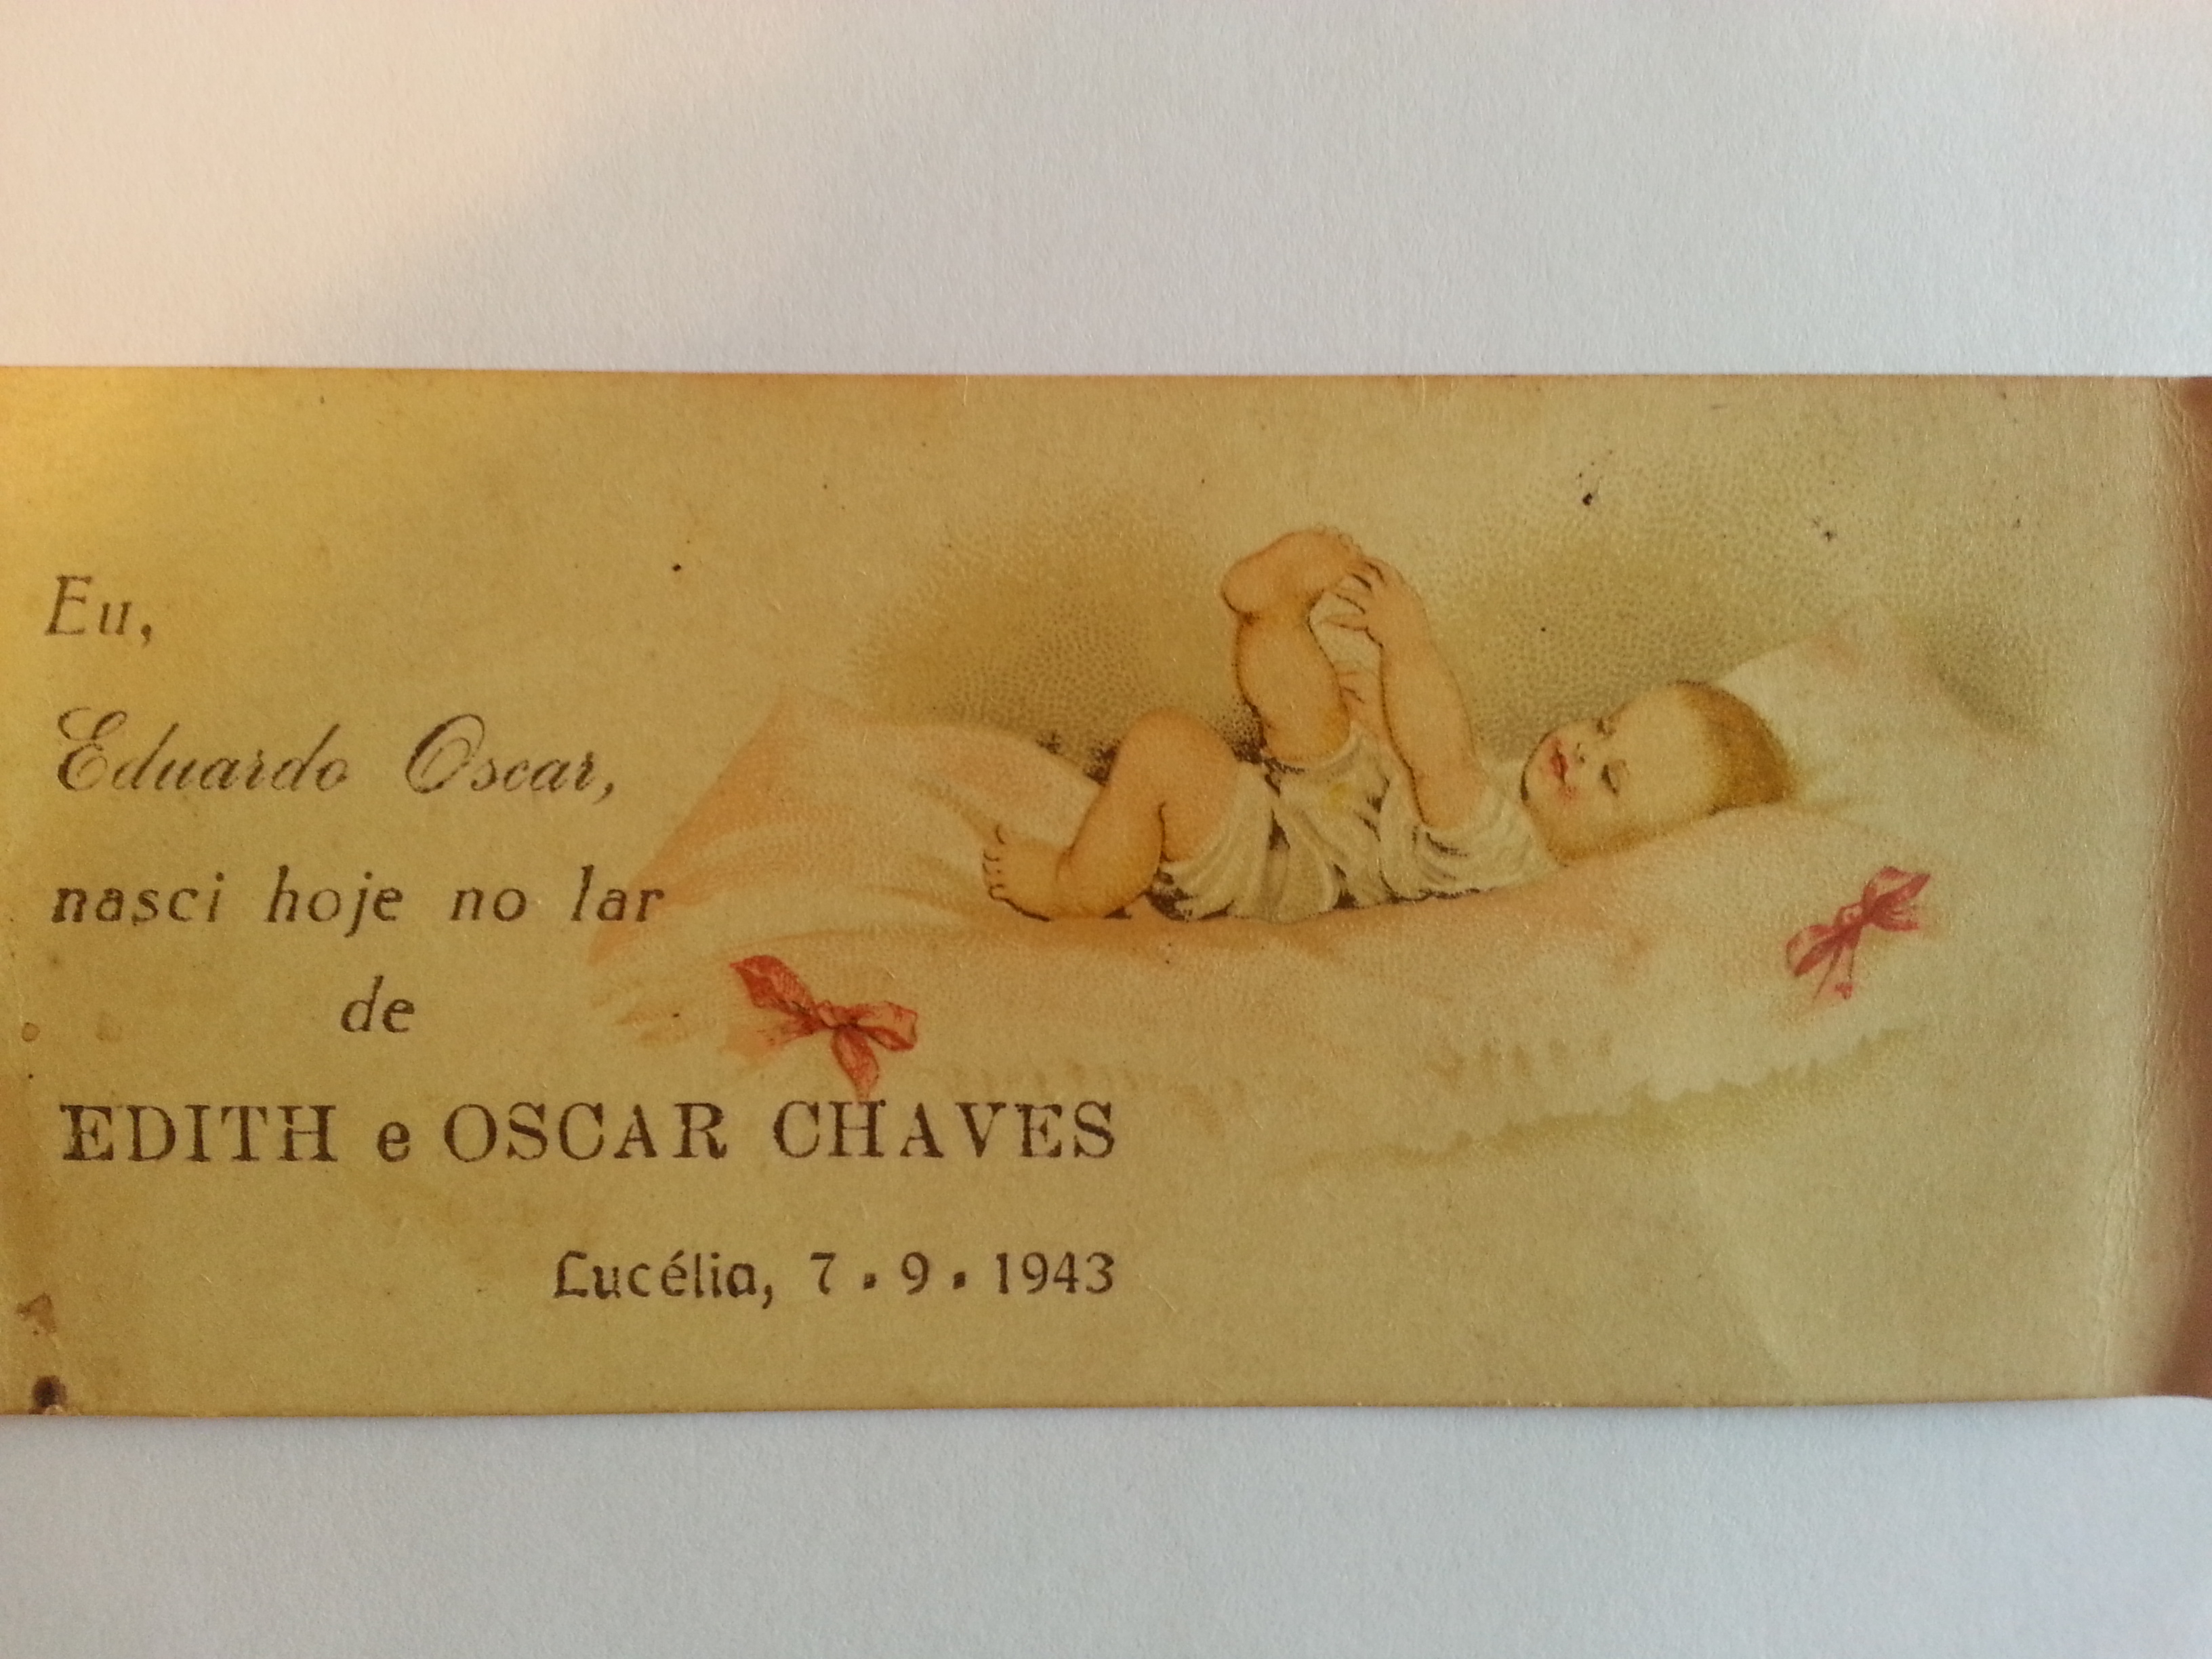 Eu,
Eduardo Oscar,
nasci hoje no lar
de
EDITH e OSCAR CHAVES
Lucélia, 7 . 9 . 1943